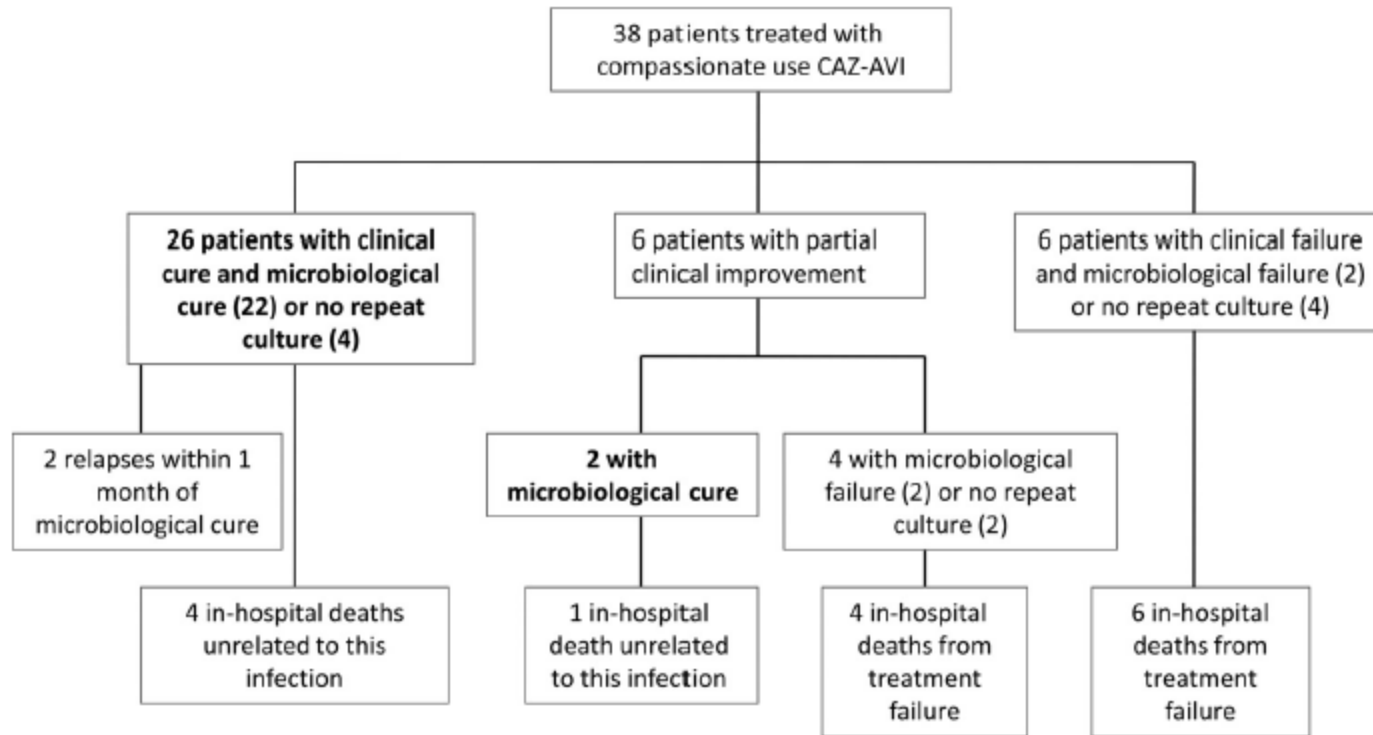 38 patients treated with
compassionate use CAZ-AVI
26 patients with clinical
cure and microbiological
cure (22) or no repeat
culture (4)
6 patients with partial
clinical improvement
6 patients with clinical failure
and microbiological failure (2)
or no repeat culture (4)
2 relapses within 1
month of
microbiological cure
2 with
microbiological cure
4 with microbiological
failure (2) or no repeat
culture (2)
4 in-hospital deaths
unrelated to this
infection
1 in-hospital
death unrelated
to this infection
4 in-hospital
deaths from
treatment
failure
6 in-hospital
deaths from
treatment
failure